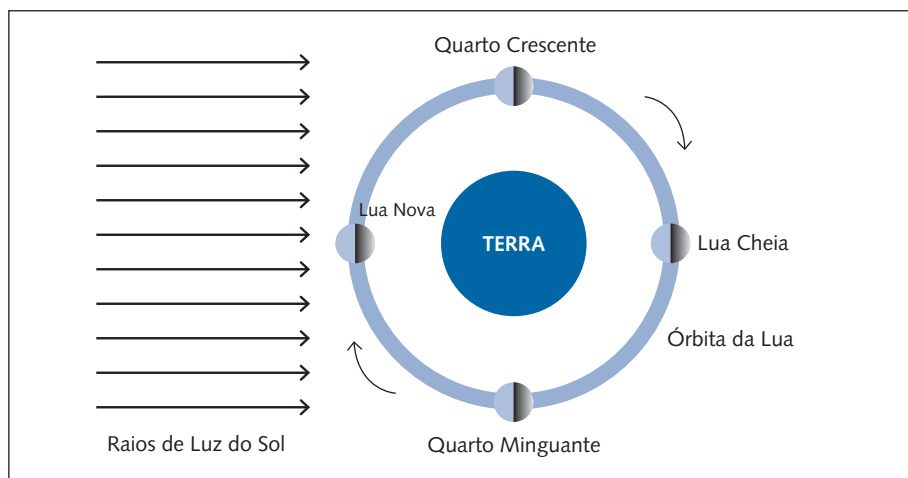 Quarto Crescente
Lua Nova
TERRA
Lua Cheia
Órbita da Lua
Raios de Luz do Sol
Quarto Minguante